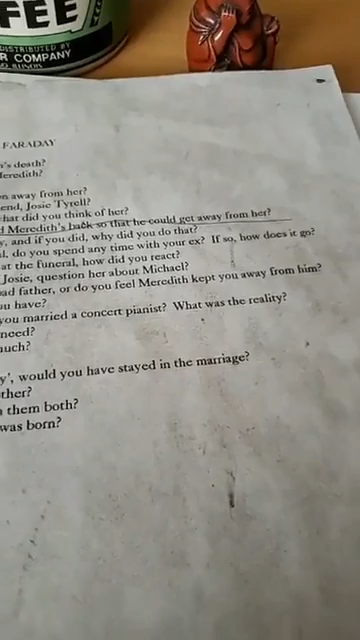 FEE
DISTRIBUTED BY
R COMPANY
FARADAY
's death?
Meredith?
n away from her?
end, Josie Tyrell?
hat did you think of her?
d Meredith's back so that he could get away from her?
y, and if you did, why did you do that?
l, do you spend any time with your ex? If so, how does it go?
at the funeral, how did you react?
Josie, question her about Michael?
ad father, or do you feel Meredith kept you away from him?
u have?
you married a concert pianist? What was the reality?
need?
uch?
y', would you have stayed in the marriage?
ther?
them both?
was born?